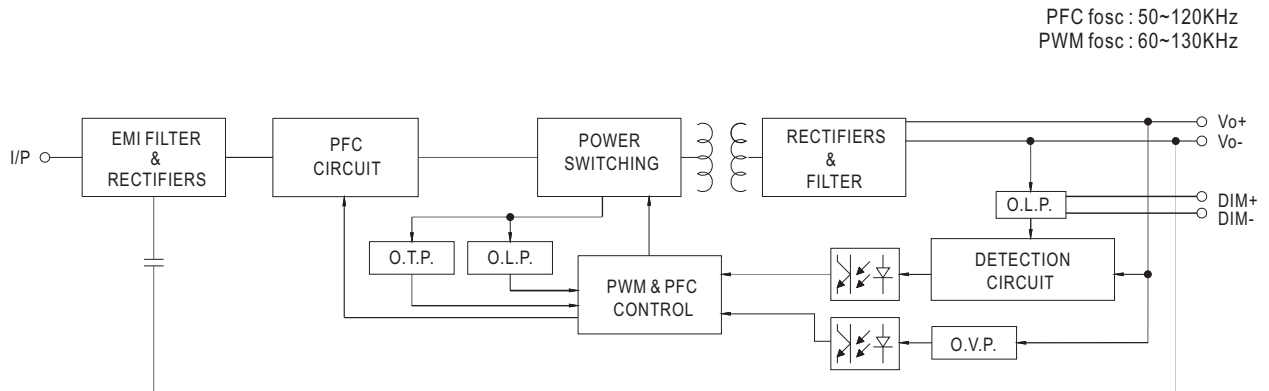 PFC fosc : 50~120KHz
PWM fosc : 60~130KHz
I/P
EMI FILTER
&
RECTIFIERS
PFC
CIRCUIT
POWER
SWITCHING
RECTIFIERS
&
FILTER
Vo+
Vo-
O.L.P.
DIM+
DIM-
O.T.P.
O.L.P.
PWM & PFC
CONTROL
DETECTION
CIRCUIT
O.V.P.